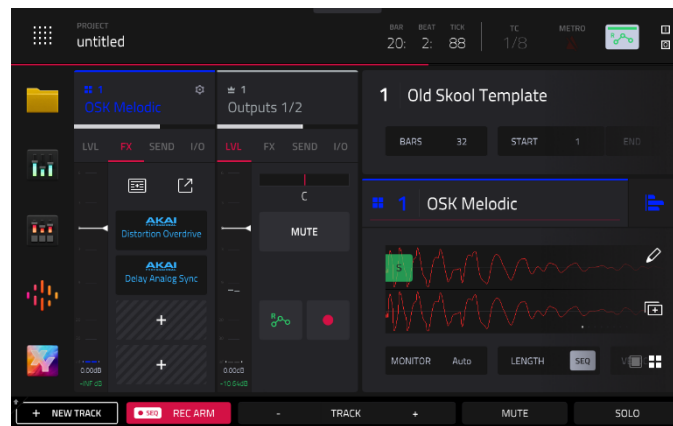 PROJECT
untitled
BAR BEAT TICK TC METRO
20: 2: 88 1/8
1
OSK Melodic
1
Outputs 1/2
1 Old Skool Template
LVL FX SEND I/O
LVL FX SEND I/O
BARS 32 START 1 END
C
AKAI
Distortion Overdrive
MUTE
1 OSK Melodic
AKAI
Delay Analog Sync
S
+
R
+
MONITOR Auto LENGTH SEQ
0.00dB
-INF dB
0.00dB
-10.64dB
+ NEW TRACK SEQ REC ARM - TRACK + MUTE SOLO